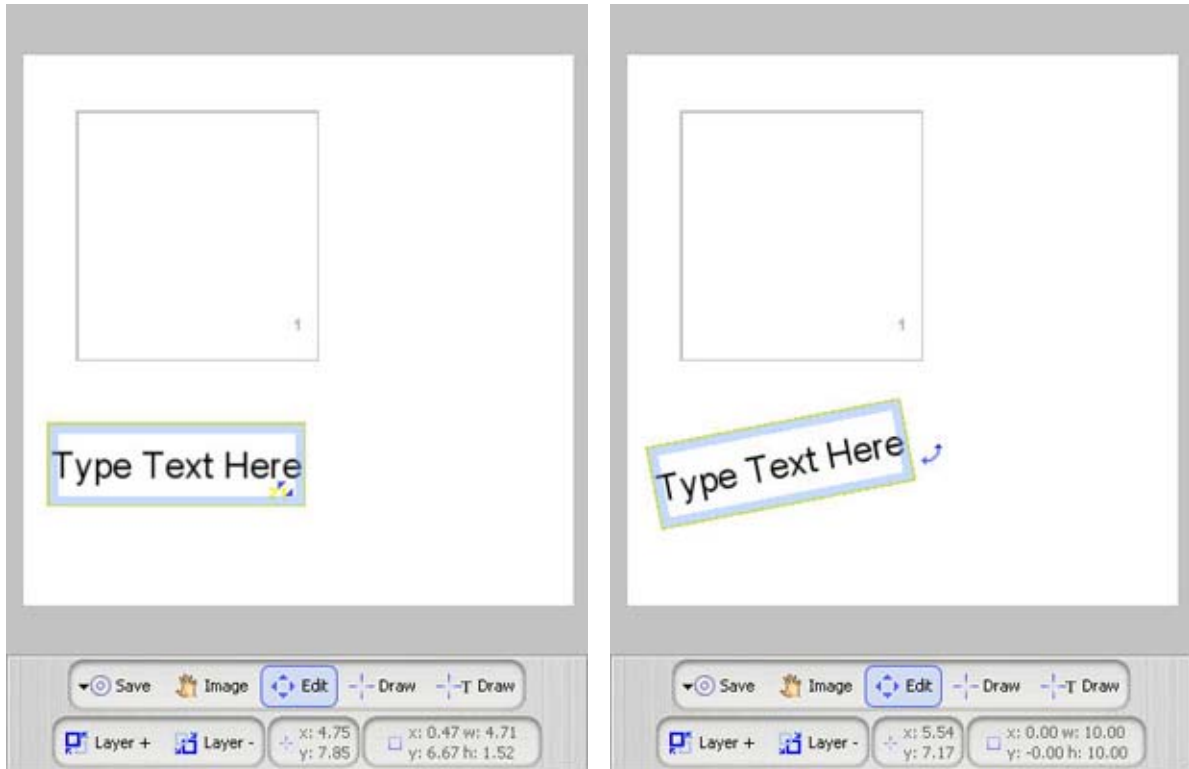 1
Type Text Here
Save Image Edit Draw T Draw
Layer + Layer - x: 4.75 x: 0.47 w: 4.71
y: 7.85 y: 6.67 h: 1.52
1
Type Text Here
Save Image Edit Draw T Draw
Layer + Layer - x: 5.54 x: 0.00 w: 10.00
y: 7.17 y: -0.00 h: 10.00